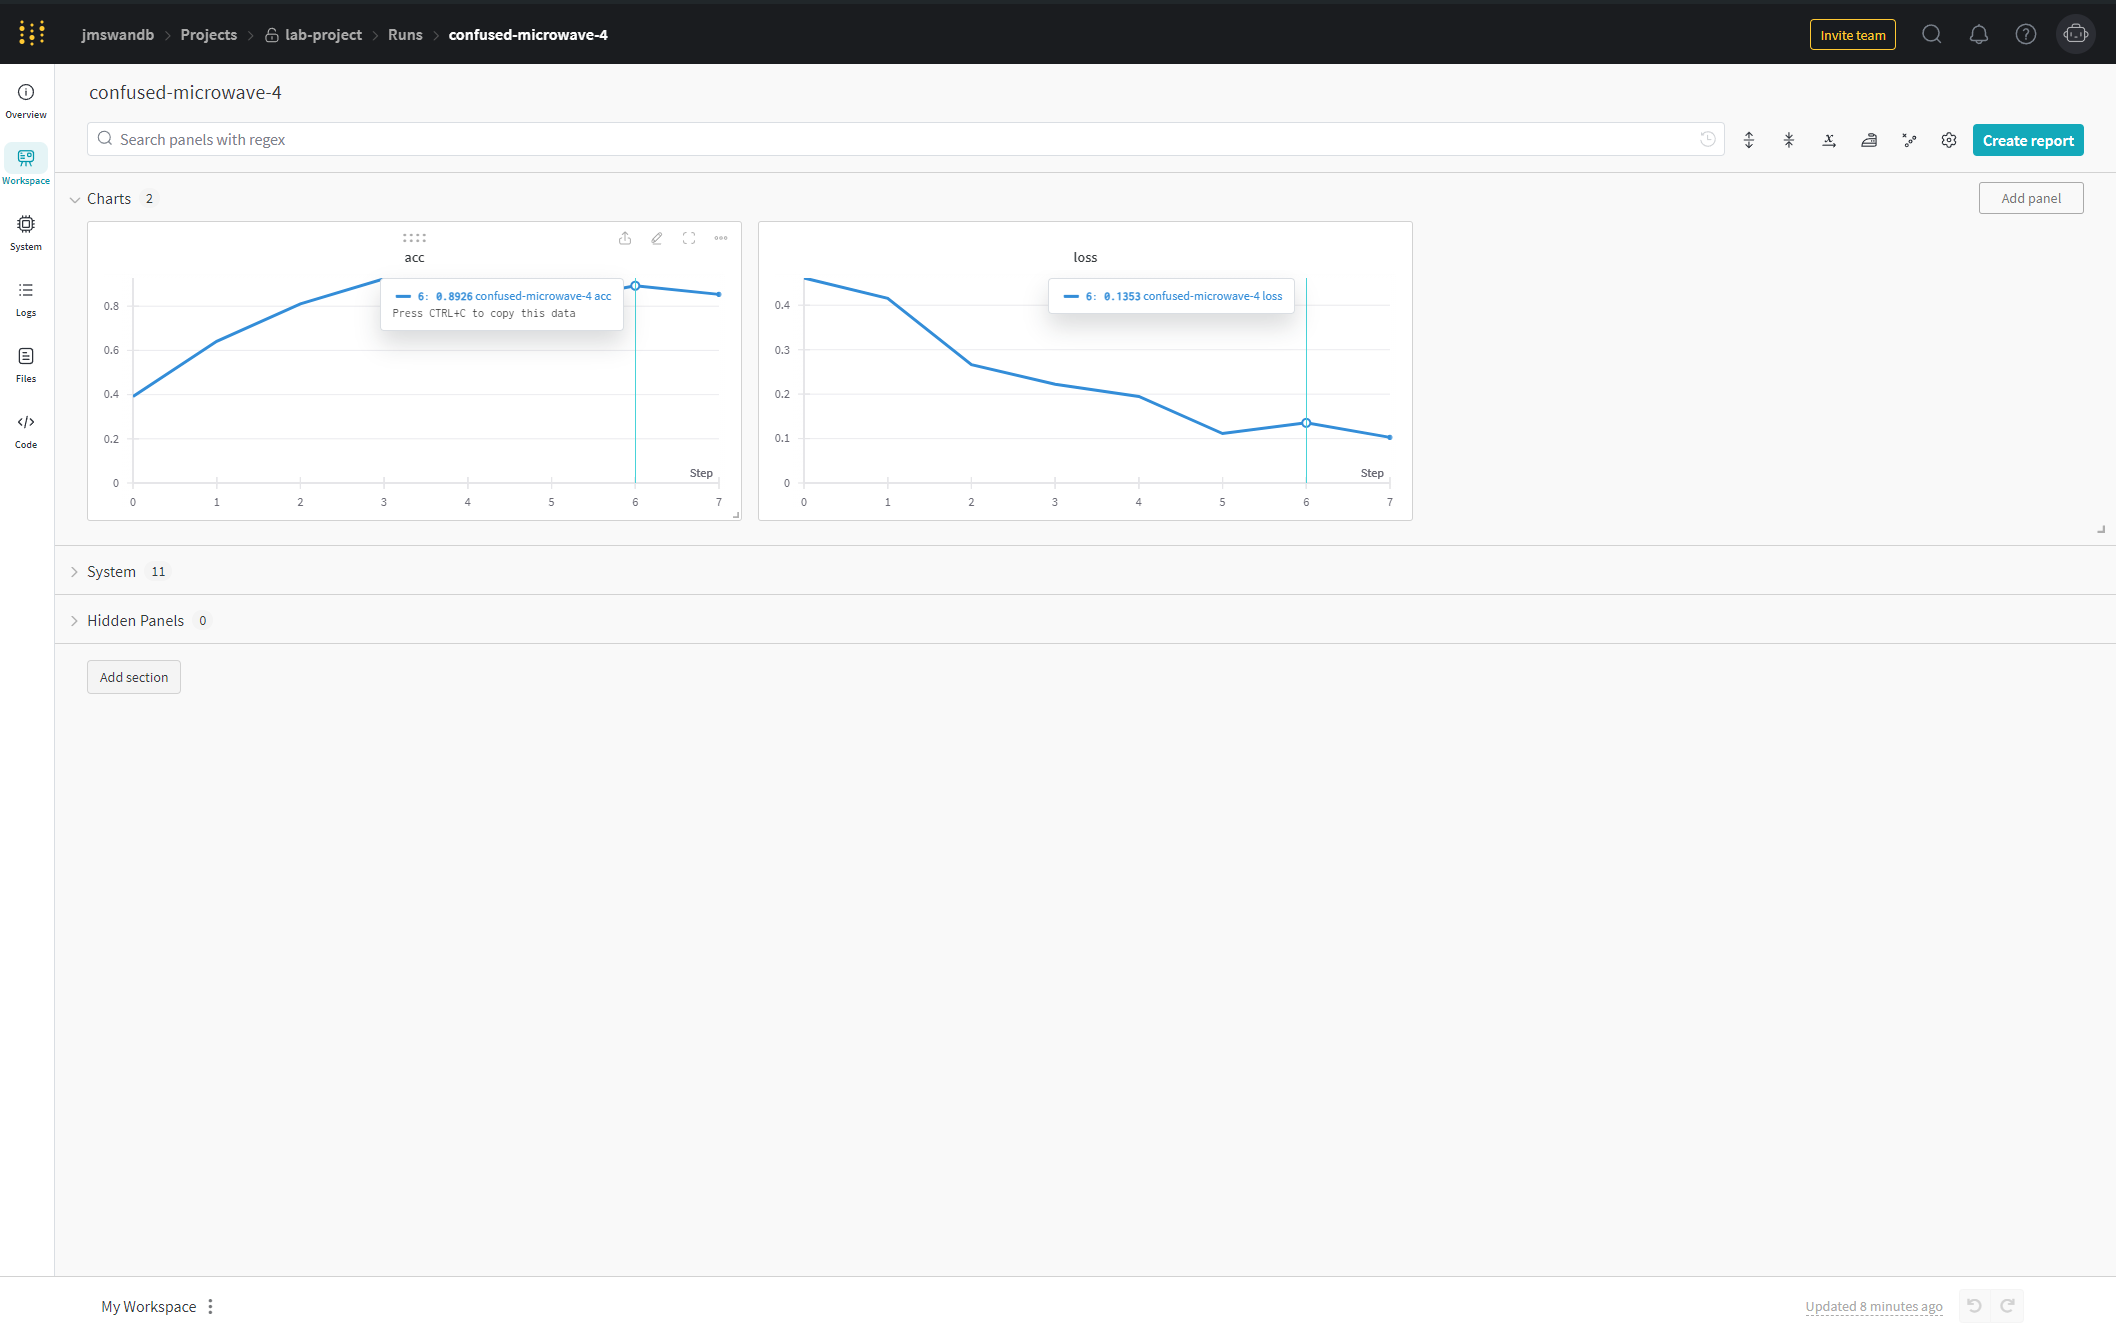 jmswandb > Projects > lab-project > Runs > confused-microwave-4
Invite team
Overview
Workspace
System
Logs
Files
Code
confused-microwave-4
Search panels with regex
Create report
Charts 2
Add panel
acc
6: 0.8926 confused-microwave-4 acc
Press CTRL+C to copy this data
0.8
0.6
0.4
0.2
0
Step
0 1 2 3 4 5 6 7
loss
6: 0.1353 confused-microwave-4 loss
0.4
0.3
0.2
0.1
0
Step
0 1 2 3 4 5 6 7
System 11
Hidden Panels 0
Add section
My Workspace
Updated 8 minutes ago